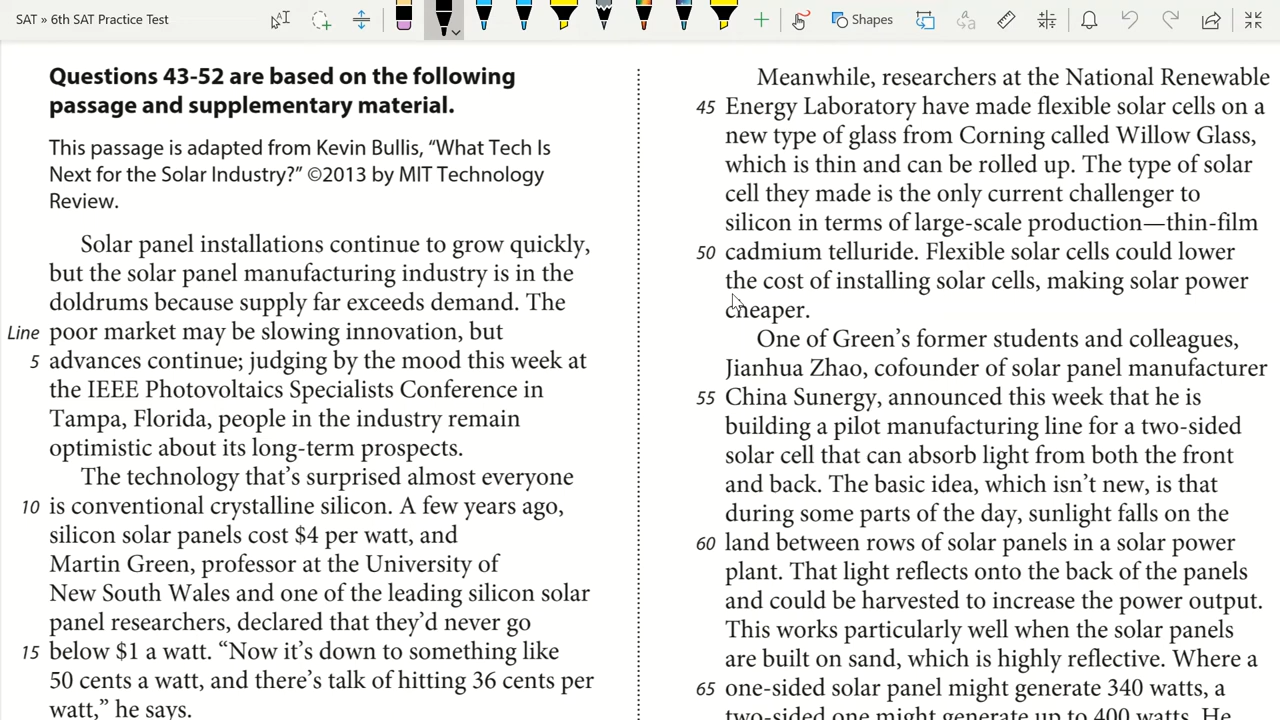 SAT » 6th SAT Practice Test
Shapes
Questions 43-52 are based on the following
passage and supplementary material.
This passage is adapted from Kevin Bullis, “What Tech Is
Next for the Solar Industry?” ©2013 by MIT Technology
Review.
Solar panel installations continue to grow quickly,
but the solar panel manufacturing industry is in the
doldrums because supply far exceeds demand. The
Line poor market may be slowing innovation, but
5 advances continue; judging by the mood this week at
the IEEE Photovoltaics Specialists Conference in
Tampa, Florida, people in the industry remain
optimistic about its long-term prospects.
The technology that’s surprised almost everyone
10 is conventional crystalline silicon. A few years ago,
silicon solar panels cost $4 per watt, and
Martin Green, professor at the University of
New South Wales and one of the leading silicon solar
panel researchers, declared that they’d never go
15 below $1 a watt. “Now it’s down to something like
50 cents a watt, and there’s talk of hitting 36 cents per
watt,” he says.
Meanwhile, researchers at the National Renewable
45 Energy Laboratory have made flexible solar cells on a
new type of glass from Corning called Willow Glass,
which is thin and can be rolled up. The type of solar
cell they made is the only current challenger to
silicon in terms of large-scale production—thin-film
50 cadmium telluride. Flexible solar cells could lower
the cost of installing solar cells, making solar power
cheaper.
One of Green’s former students and colleagues,
Jianhua Zhao, cofounder of solar panel manufacturer
55 China Sunergy, announced this week that he is
building a pilot manufacturing line for a two-sided
solar cell that can absorb light from both the front
and back. The basic idea, which isn’t new, is that
during some parts of the day, sunlight falls on the
60 land between rows of solar panels in a solar power
plant. That light reflects onto the back of the panels
and could be harvested to increase the power output.
This works particularly well when the solar panels
are built on sand, which is highly reflective. Where a
65 one-sided solar panel might generate 340 watts, a
two-sided one might generate up to 400 watts. He